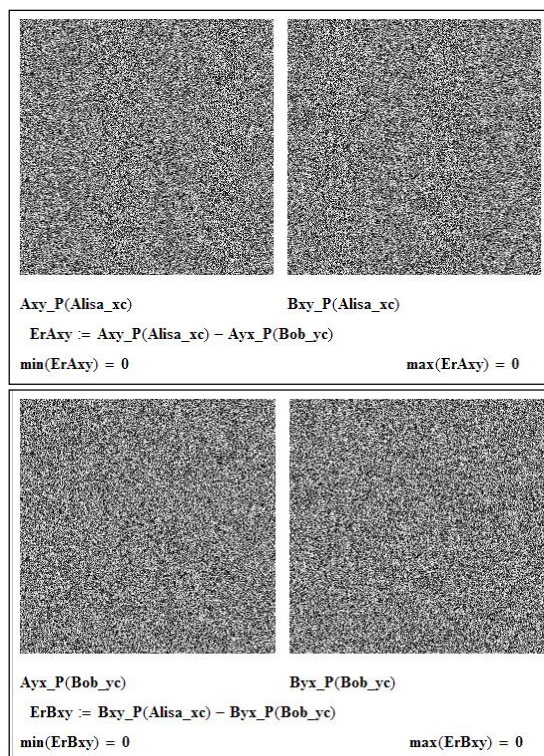 Axy_P(Alisa_xc) Bxy_P(Alisa_xc)
ErAxy := Axy_P(Alisa_xc) − Ayx_P(Bob_yc)
min(ErAxy) = 0 max(ErAxy) = 0
Ayx_P(Bob_yc) Byx_P(Bob_yc)
ErBxy := Bxy_P(Alisa_xc) − Byx_P(Bob_yc)
min(ErBxy) = 0 max(ErBxy) = 0